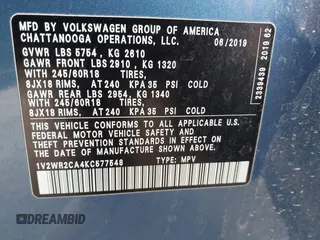 MFD BY VOLKSWAGEN GROUP OF AMERICA
CHATTANOOGA OPERATIONS, LLC. 06/2019
GVWR LBS 5754 , KG 2610
GAWR FRONT LBS 2910 , KG 1320
WITH 245/60R18 TIRES,
8JX18 RIMS, AT 240 KPA 35 PSI COLD
GAWR REAR LBS 2954, KG 1340
WITH 245/60R18 TIRES,
8JX18 RIMS, AT 240 KPA 35 PSI COLD
THIS VEHICLE CONFORMS TO ALL APPLICABLE U.S.
FEDERAL MOTOR VEHICLE SAFETY, BUMPER, AND
THEFT PREVENTION STANDARDS IN EFFECT ON THE
DATE OF MANUFACTURE SHOWN ABOVE.
1V2WR2CA4KC577548 TYPE: MPV
2339439 2019 62
DREAMBID